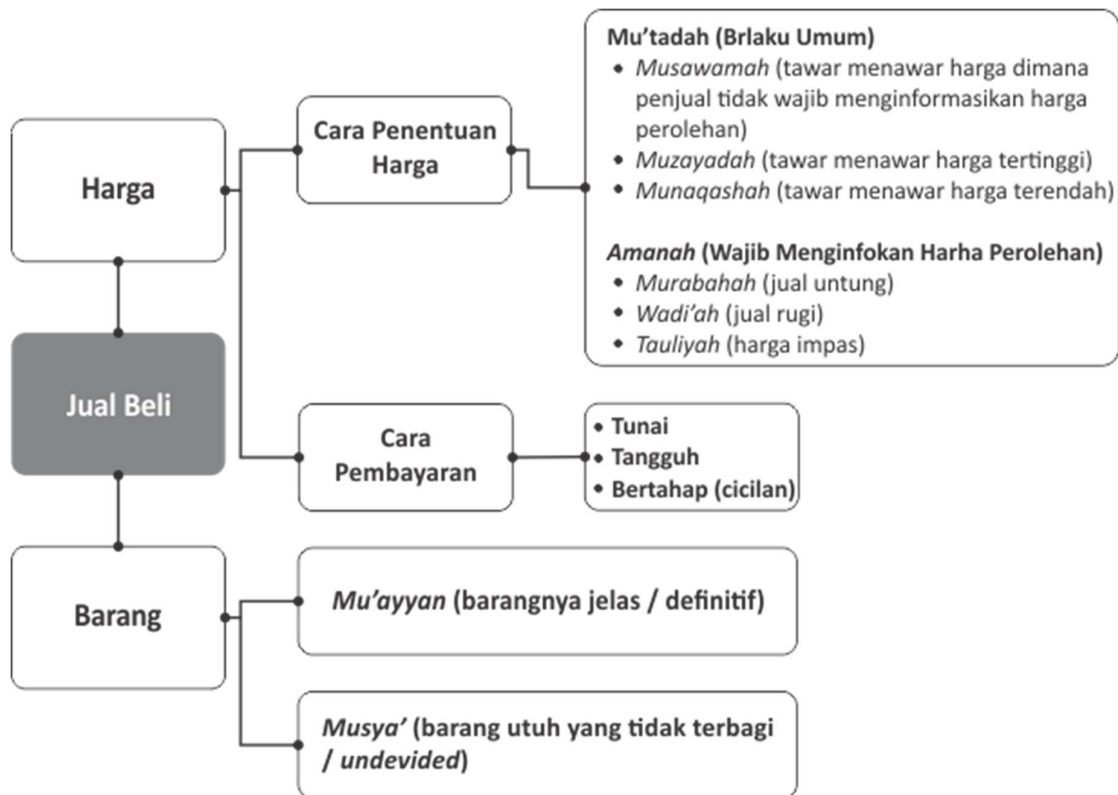 Harga
Cara Penentuan
Harga
Mu'tadah (Brlaku Umum)
• Musawamah (tawar menawar harga dimana
penjual tidak wajib menginformasikan harga
perolehan)
• Muzayadah (tawar menawar harga tertinggi)
• Munaqashah (tawar menawar harga terendah)
Amanah (Wajib Menginfokan Harha Perolehan)
• Murabahah (jual untung)
• Wadi'ah (jual rugi)
• Tauliyah (harga impas)
Jual Beli
Cara
Pembayaran
• Tunai
• Tangguh
• Bertahap (cicilan)
Barang
Mu'ayyan (barangnya jelas / definitif)
Musya' (barang utuh yang tidak terbagi
/ undevided)